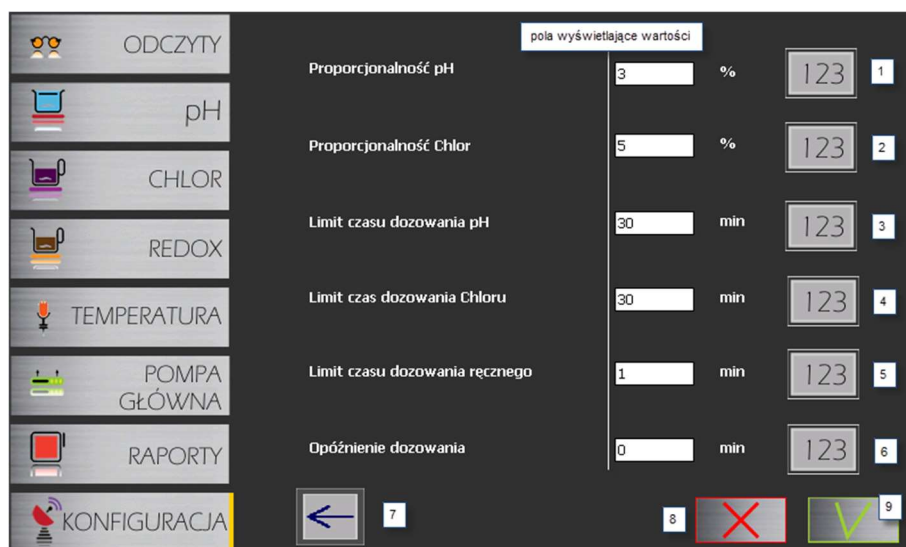 ODCZYTY
pH
CHLOR
REDOX
TEMPERATURA
POMPA
GŁÓWNA
RAPORTY
KONFIGURACJA
pola wyświetlające wartości
Proporcjonalność pH 3 % 123 1
Proporcjonalność Chlor 5 % 123 2
Limit czasu dozowania pH 30 min 123 3
Limit czas dozowania Chloru 30 min 123 4
Limit czasu dozowania ręcznego 1 min 123 5
Opóźnienie dozowania 0 min 123 6
7 8 9